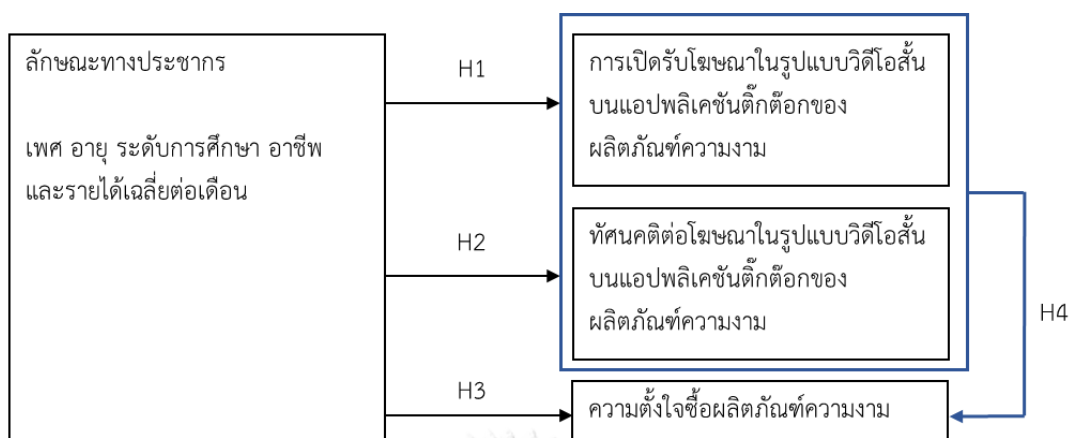 ลักษณะทางประชากร
เพศ อายุ ระดับการศึกษา อาชีพ
และรายได้เฉลี่ยต่อเดือน
H1
การเปิดรับโฆษณาในรูปแบบวิดีโอสั้น
บนแอปพลิเคชันติ๊กต๊อกของ
ผลิตภัณฑ์ความงาม
H2
ทัศนคติต่อโฆษณาในรูปแบบวิดีโอสั้น
บนแอปพลิเคชันติ๊กต๊อกของ
ผลิตภัณฑ์ความงาม
H4
H3
ความตั้งใจซื้อผลิตภัณฑ์ความงาม